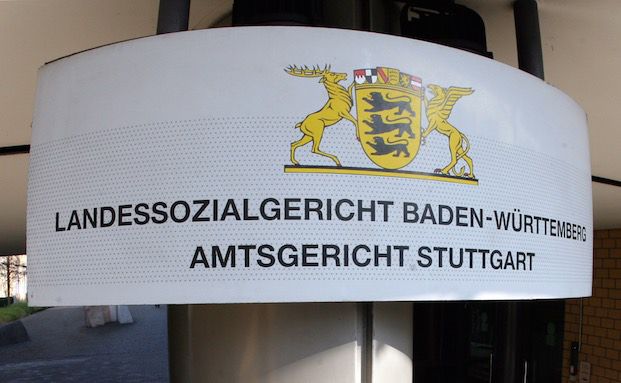 LANDESSOZIALGERICHT BADEN-WÜRTTEMBERG
AMTSGERICHT STUTTGART